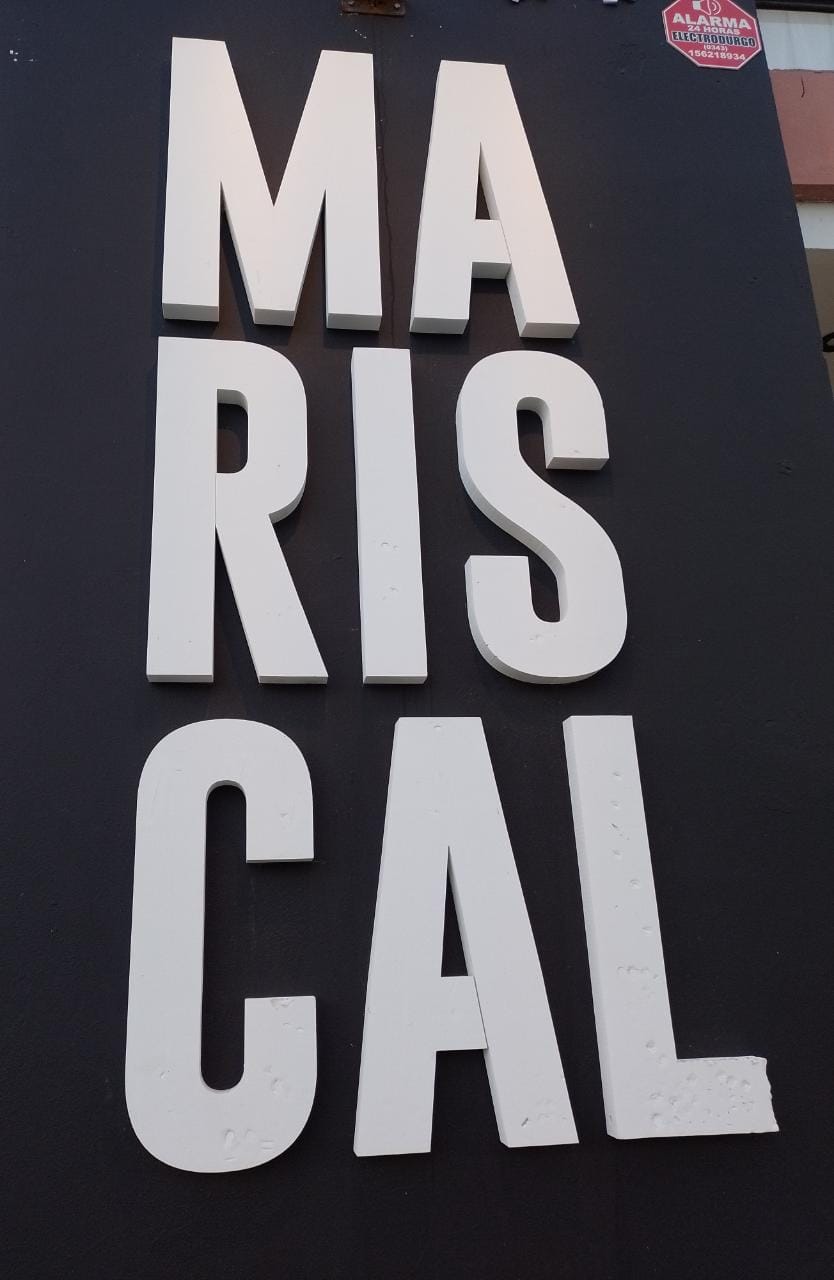 ALARMA
24 HORAS
ELECTRODURGO
(0343)
156218934
MA
RIS
CAL